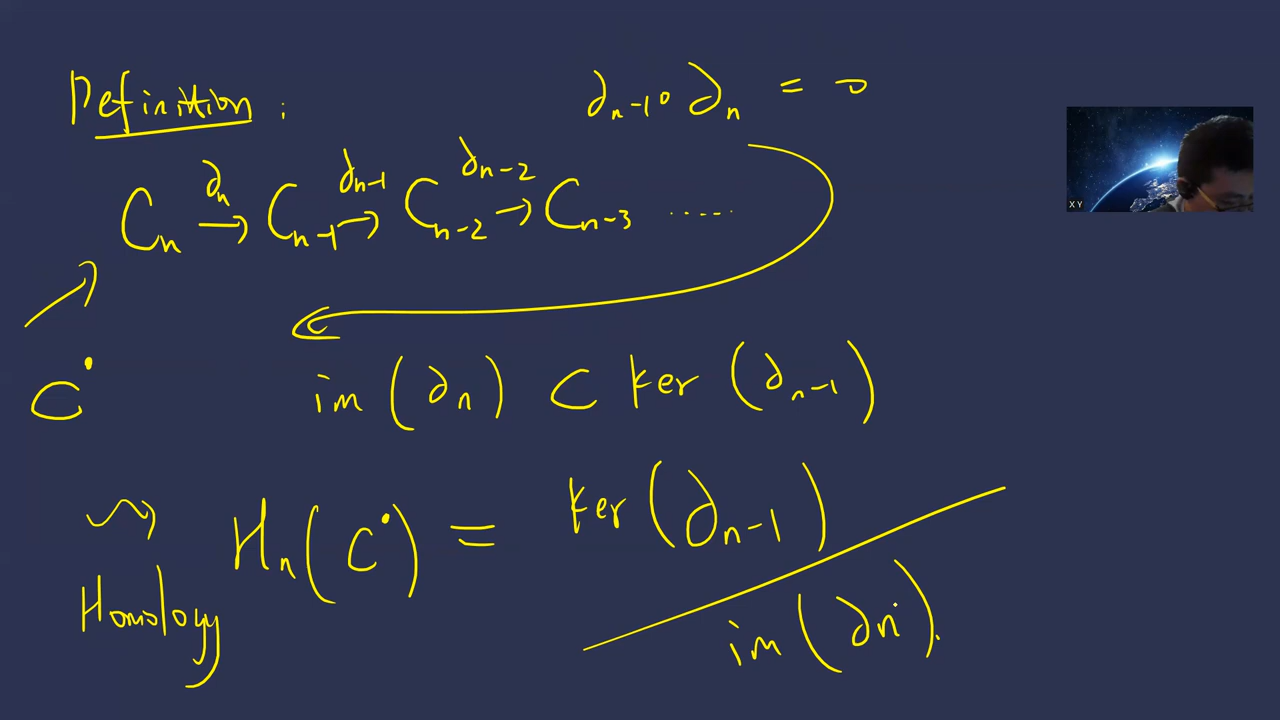 Definition:
∂n-1 ∘ ∂n = 0
Cn →∂n Cn-1 →∂n-1 Cn-2 →∂n-2 Cn-3 .....
C•
im (∂n) ⊂ ker (∂n-1)
Hn(C•) = ker(∂n-1) / im(∂n).
Homology
XY